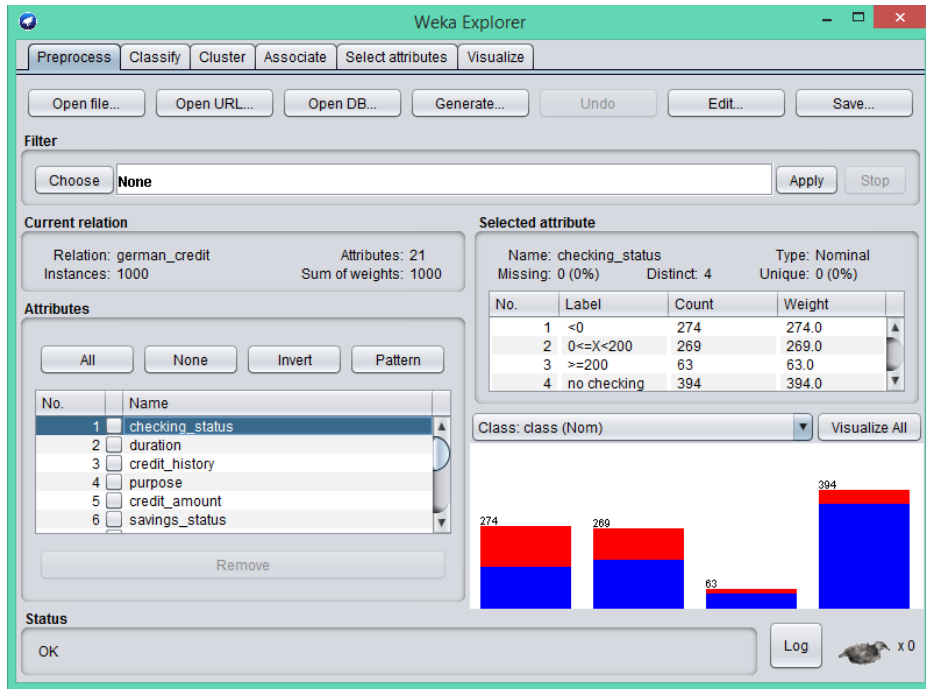 Weka Explorer
Preprocess Classify Cluster Associate Select attributes Visualize
Open file... Open URL... Open DB... Generate... Undo Edit... Save...
Filter
Choose None Apply Stop
Current relation
Relation: german_credit Attributes: 21
Instances: 1000 Sum of weights: 1000
Attributes
All None Invert Pattern
No. Name
1 checking_status
2 duration
3 credit_history
4 purpose
5 credit_amount
6 savings_status
Remove
Selected attribute
Name: checking_status Type: Nominal
Missing: 0 (0%) Distinct: 4 Unique: 0 (0%)
No. Label Count Weight
1 <0 274 274.0
2 0<=X<200 269 269.0
3 >=200 63 63.0
4 no checking 394 394.0
Class: class (Nom) Visualize All
274 269 63 394
Status
OK Log x 0